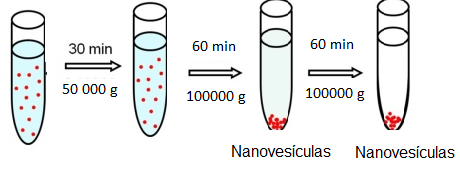 30 min
50 000 g
60 min
100000 g
60 min
100000 g
Nanovesículas
Nanovesículas